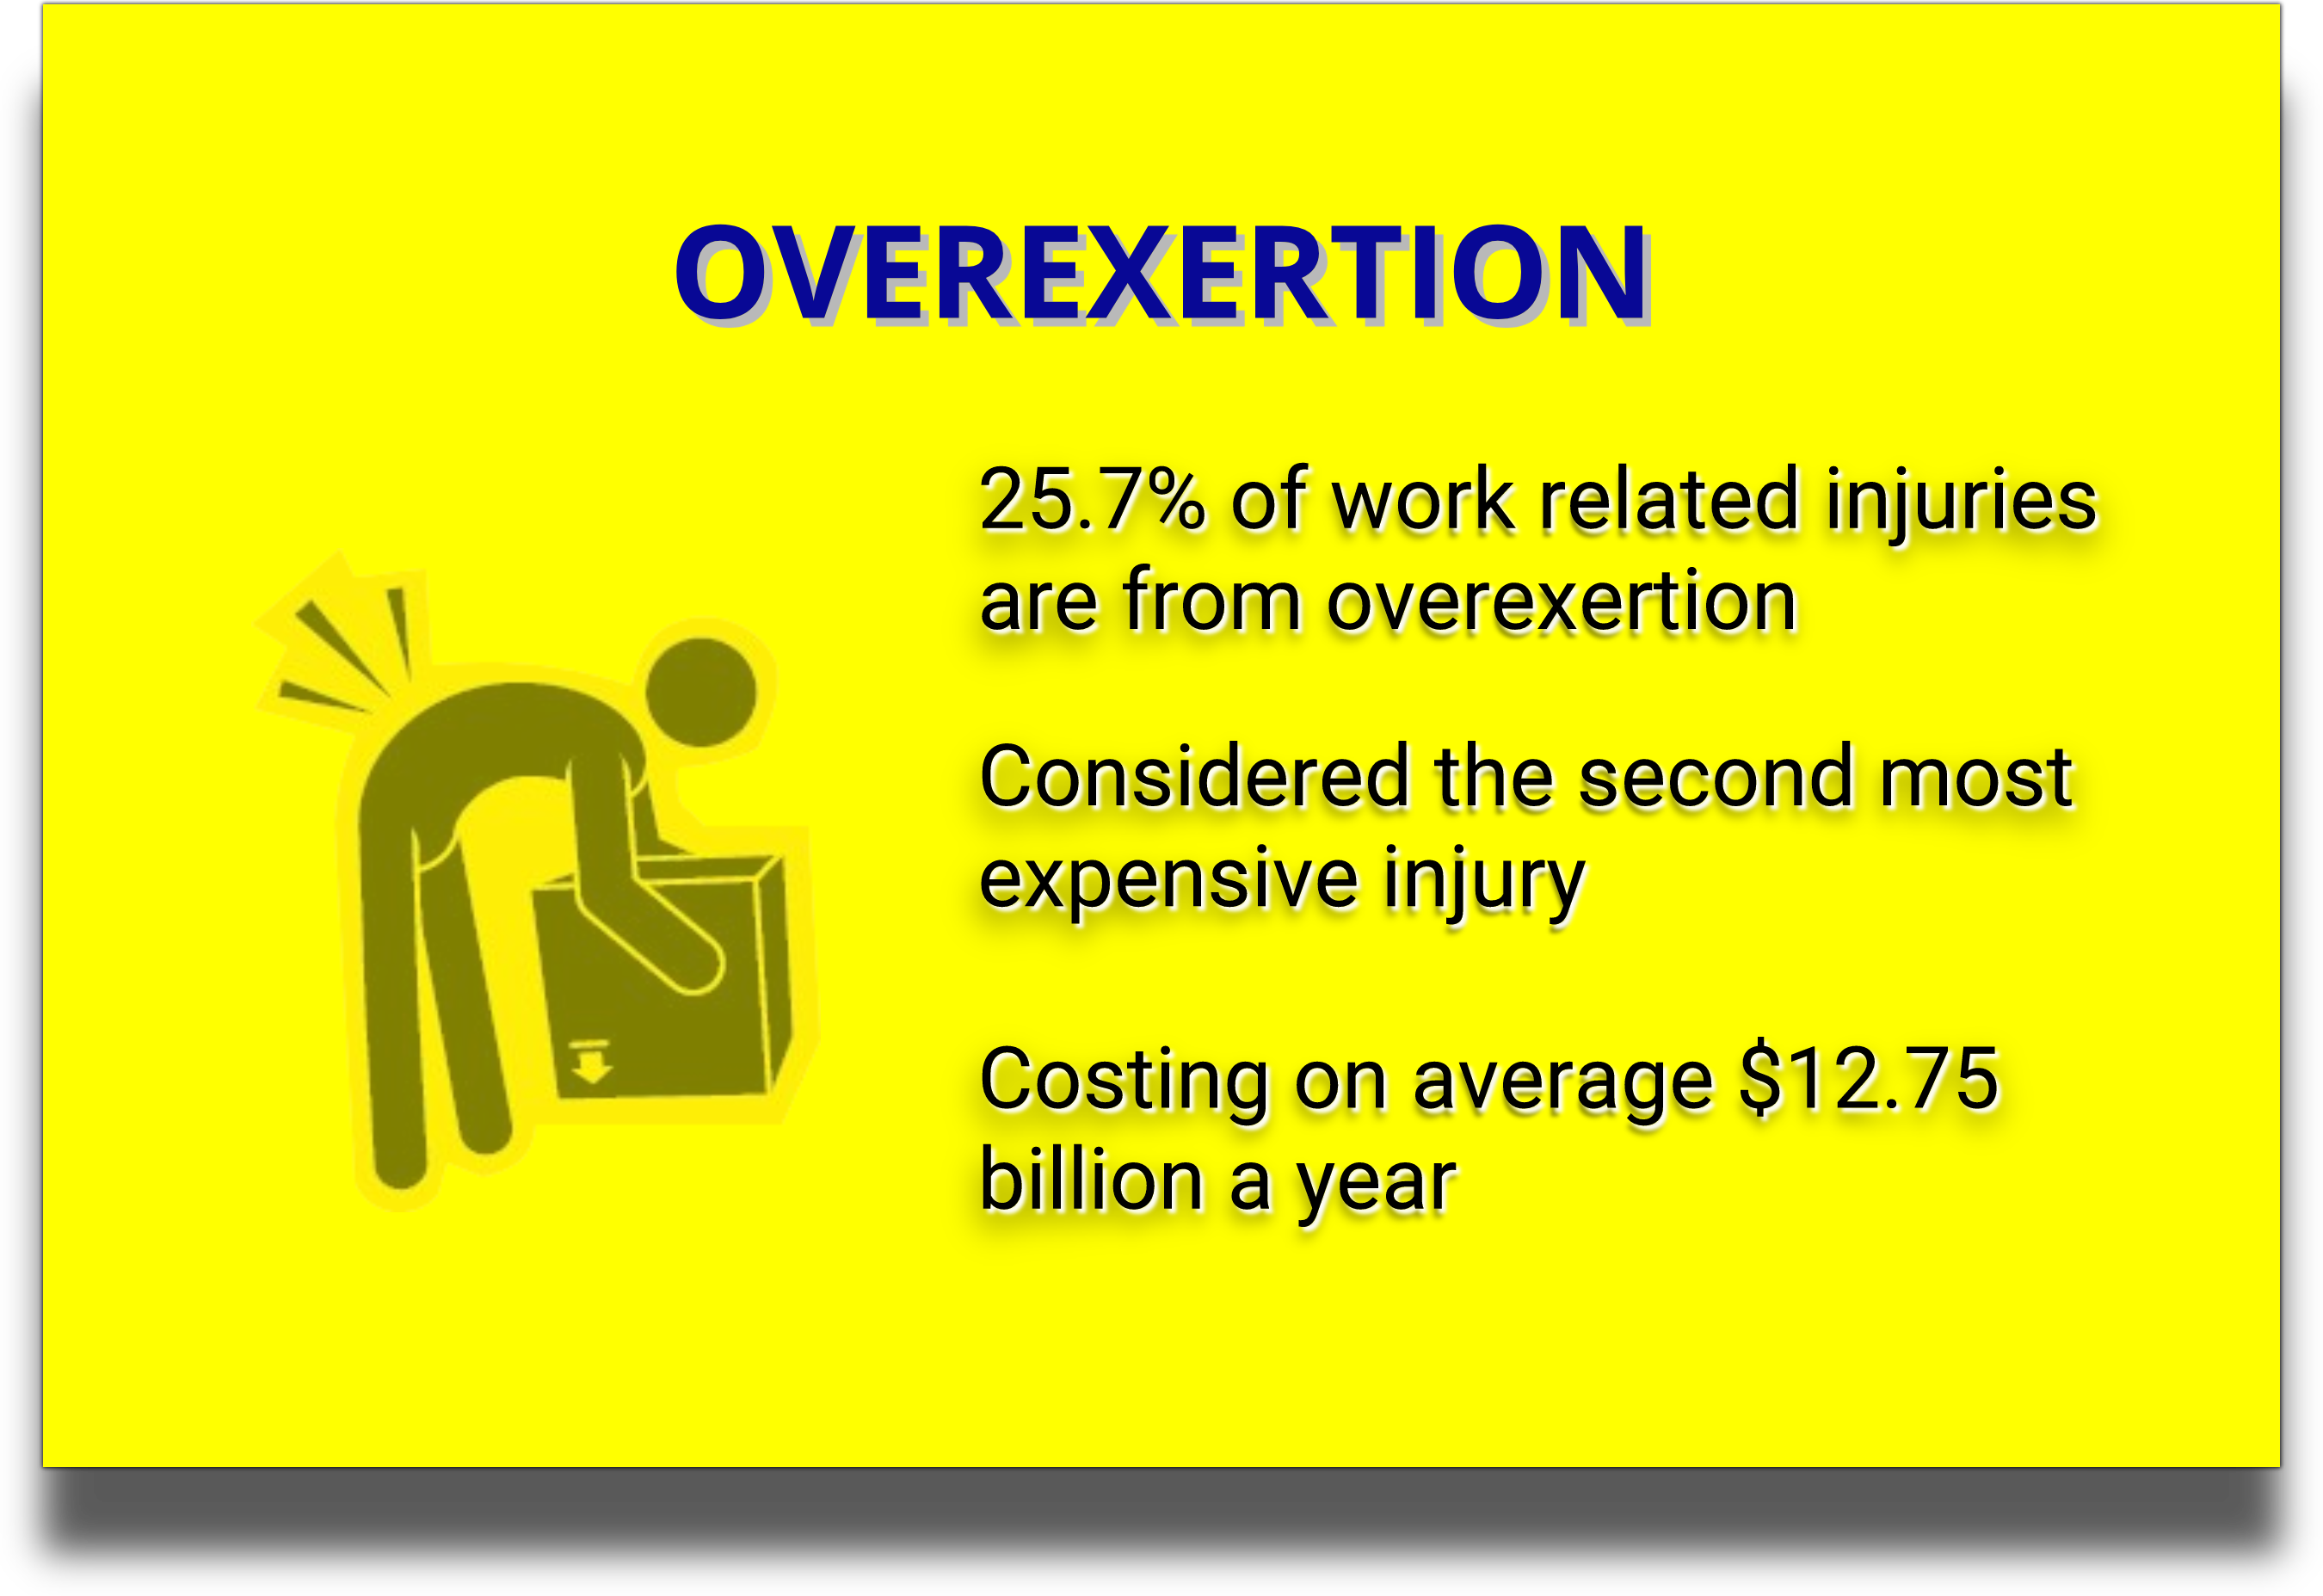 OVEREXERTION
25.7% of work related injuries
are from overexertion
Considered the second most
expensive injury
Costing on average $12.75
billion a year